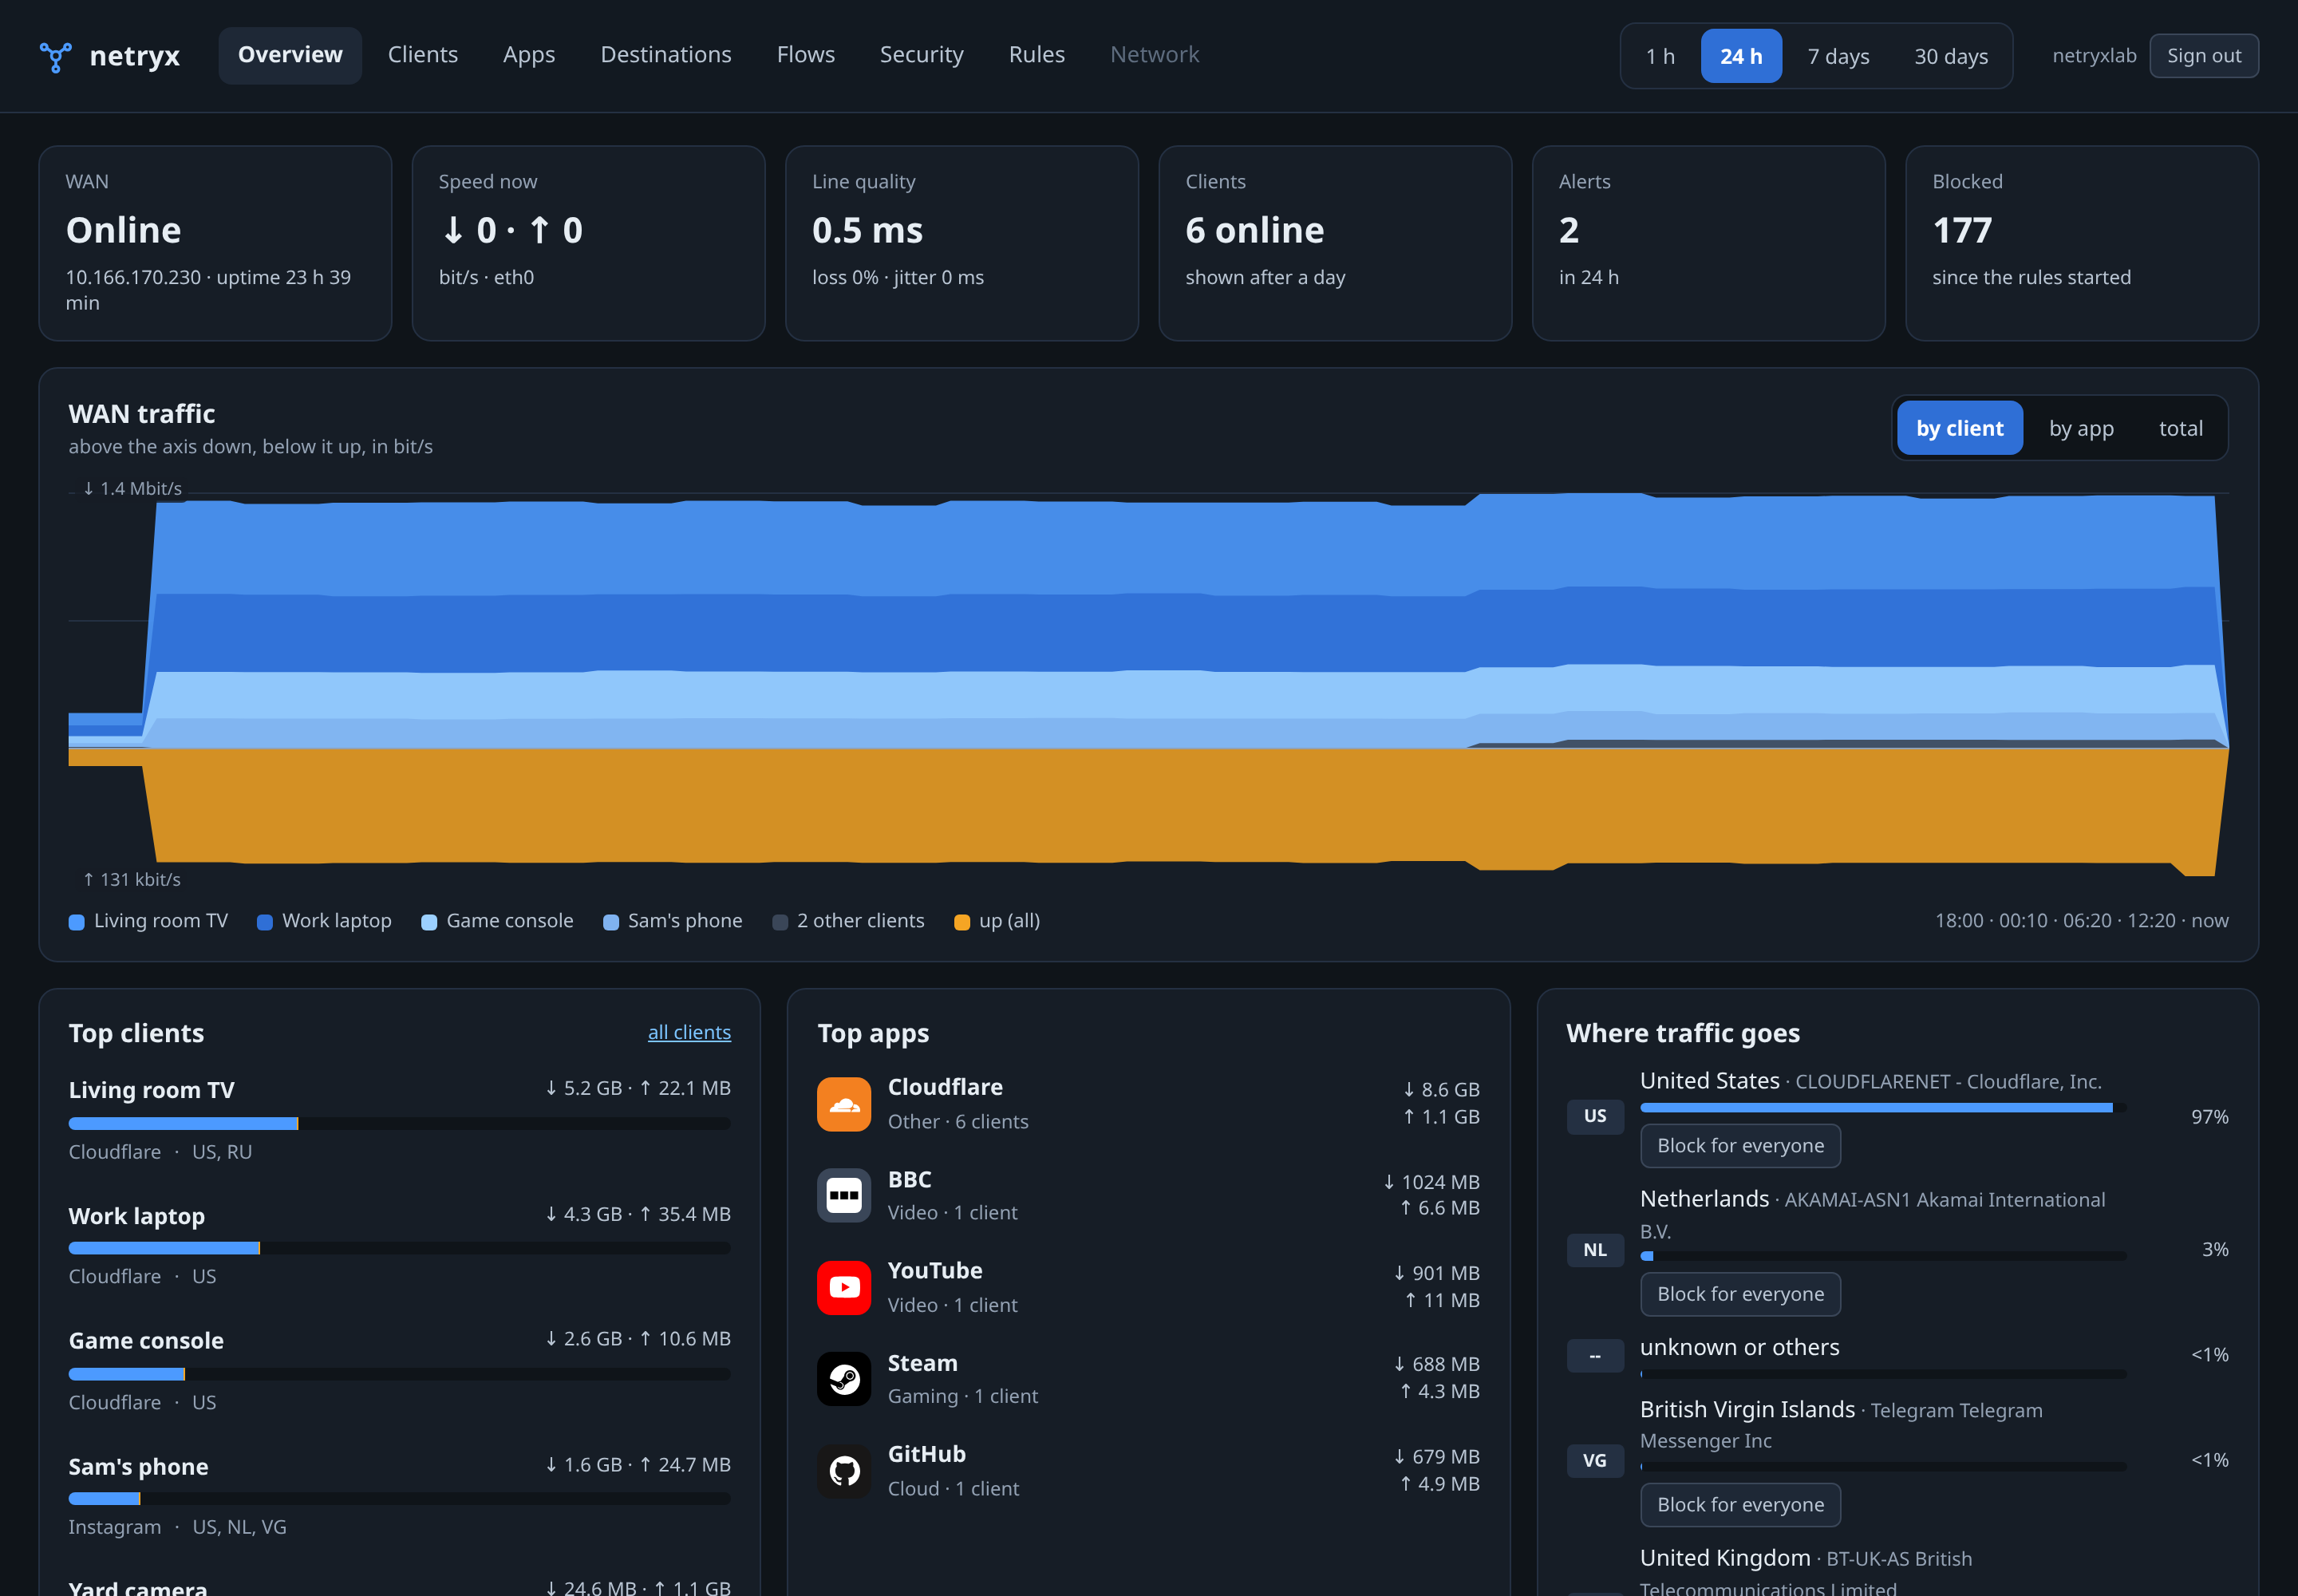 netryx
Overview
Clients
Apps
Destinations
Flows
Security
Rules
Network
1 h
24 h
7 days
30 days
netryxlab
Sign out
WAN
Online
10.166.170.230 · uptime 23 h 39
min
Speed now
↓ 0 · ↑ 0
bit/s · eth0
Line quality
0.5 ms
loss 0% · jitter 0 ms
Clients
6 online
shown after a day
Alerts
2
in 24 h
Blocked
177
since the rules started
WAN traffic
above the axis down, below it up, in bit/s
by client
by app
total
↓ 1.4 Mbit/s
↑ 131 kbit/s
Living room TV
Work laptop
Game console
Sam's phone
2 other clients
up (all)
18:00 · 00:10 · 06:20 · 12:20 · now
Top clients
all clients
Living room TV
↓ 5.2 GB · ↑ 22.1 MB
Cloudflare · US, RU
Work laptop
↓ 4.3 GB · ↑ 35.4 MB
Cloudflare · US
Game console
↓ 2.6 GB · ↑ 10.6 MB
Cloudflare · US
Sam's phone
↓ 1.6 GB · ↑ 24.7 MB
Instagram · US, NL, VG
Yard camera
↓ 24.6 MB · ↑ 1.1 GB
Top apps
Cloudflare
Other · 6 clients
↓ 8.6 GB
↑ 1.1 GB
BBC
Video · 1 client
↓ 1024 MB
↑ 6.6 MB
YouTube
Video · 1 client
↓ 901 MB
↑ 11 MB
Steam
Gaming · 1 client
↓ 688 MB
↑ 4.3 MB
GitHub
Cloud · 1 client
↓ 679 MB
↑ 4.9 MB
Where traffic goes
US
United States · CLOUDFLARENET - Cloudflare, Inc.
97%
Block for everyone
NL
Netherlands · AKAMAI-ASN1 Akamai International
B.V.
3%
Block for everyone
--
unknown or others
<1%
VG
British Virgin Islands · Telegram Telegram
Messenger Inc
<1%
Block for everyone
United Kingdom · BT-UK-AS British
Telecommunications Limited